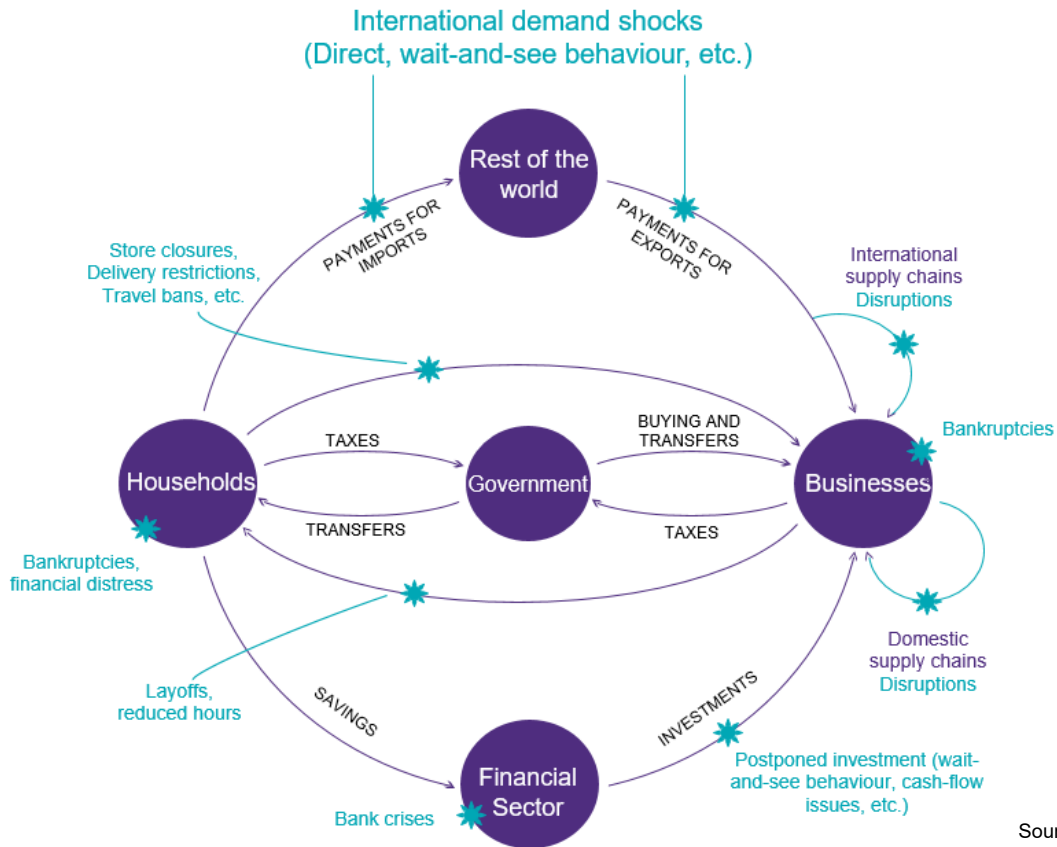 International demand shocks
(Direct, wait-and-see behaviour, etc.)
Rest of the
world
PAYMENTS FOR
IMPORTS
PAYMENTS FOR
EXPORTS
Store closures,
Delivery restrictions,
Travel bans, etc.
International
supply chains
Disruptions
TAXES
BUYING AND
TRANSFERS
Bankruptcies
Households
Government
Businesses
TRANSFERS
TAXES
Bankruptcies,
financial distress
Domestic
supply chains
Disruptions
Layoffs,
reduced hours
SAVINGS
INVESTMENTS
Financial
Sector
Postponed investment (wait-
and-see behaviour, cash-flow
issues, etc.)
Bank crises
Sour